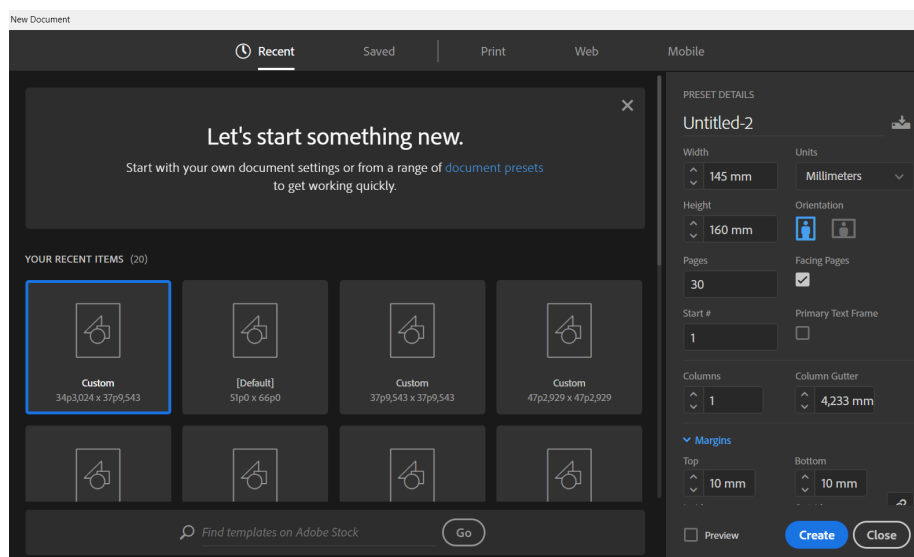 New Document
Recent
Saved
Print
Web
Mobile
Let's start something new.
Start with your own document settings or from a range of document presets
to get working quickly.
YOUR RECENT ITEMS (20)
Custom
34p3,024 x 37p9,543
[Default]
51p0 x 66p0
Custom
37p9,543 x 37p9,543
Custom
47p2,929 x 47p2,929
Find templates on Adobe Stock
Go
PRESET DETAILS
Untitled-2
Width
Units
145 mm
Millimeters
Height
Orientation
160 mm
Pages
Facing Pages
30
Start #
Primary Text Frame
1
Columns
Column Gutter
1
4,233 mm
Margins
Top
Bottom
10 mm
10 mm
Preview
Create
Close